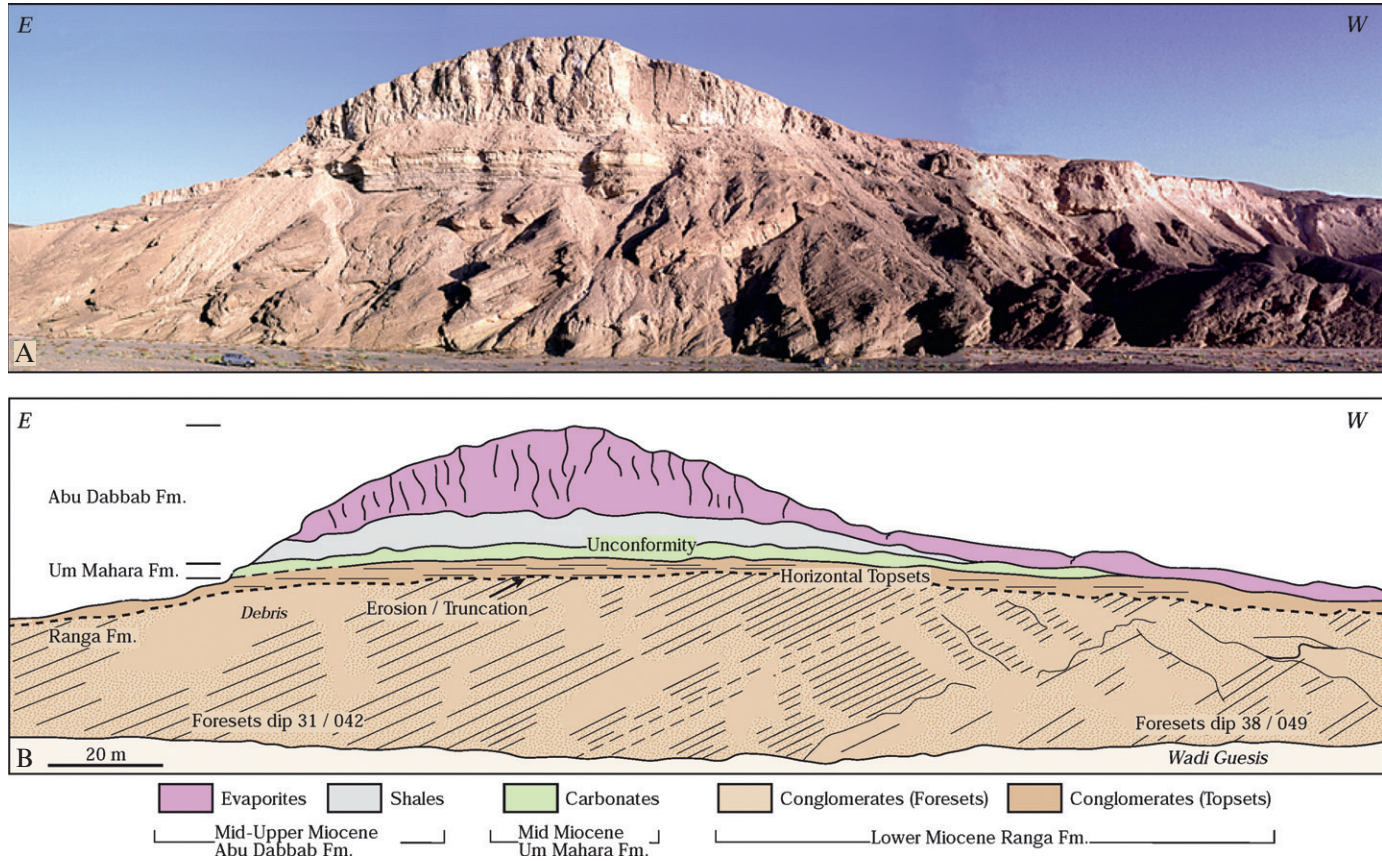 E
W
A
E
W
Abu Dabbab Fm.
Unconformity
Um Mahara Fm.
Horizontal Topsets
Debris
Erosion / Truncation
Ranga Fm.
Foresets dip 31 / 042
Foresets dip 38 / 049
B
20 m
Wadi Guesis
Evaporites
Shales
Carbonates
Conglomerates (Foresets)
Conglomerates (Topsets)
Mid-Upper Miocene
Abu Dabbab Fm.
Mid Miocene
Um Mahara Fm.
Lower Miocene Ranga Fm.